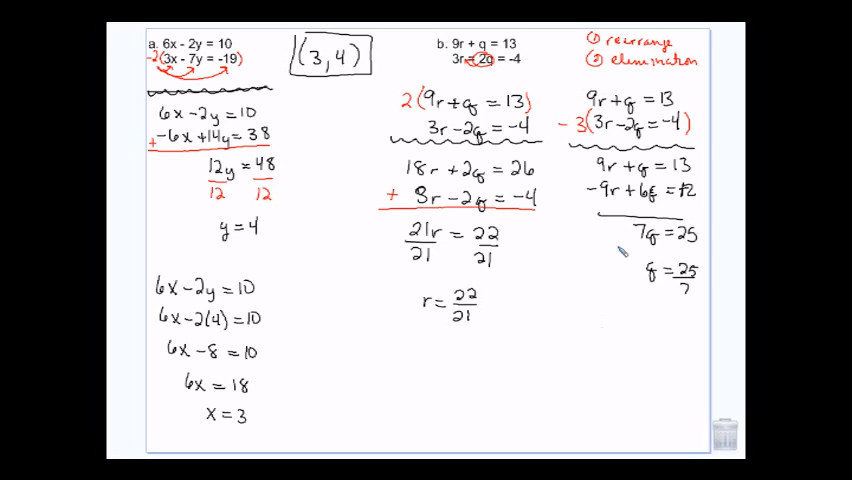 a. 6x - 2y = 10
-2(3x - 7y = -19)
(3, 4)
6x - 2y = 10
+ -6x + 14y = 38
12y = 48
12 12
y = 4
6x - 2y = 10
6x - 2(4) = 10
6x - 8 = 10
6x = 18
x = 3
b. 9r + q = 13
3r = 2q = -4
① rearrange
② elimination
2(9r + q = 13)
3r - 2q = -4
18r + 2q = 26
+ 3r - 2q = -4
21r = 22
21 21
r = 22/21
9r + q = 13
-3(3r - 2q = -4)
9r + q = 13
-9r + 6q = 12
7q = 25
q = 25/7